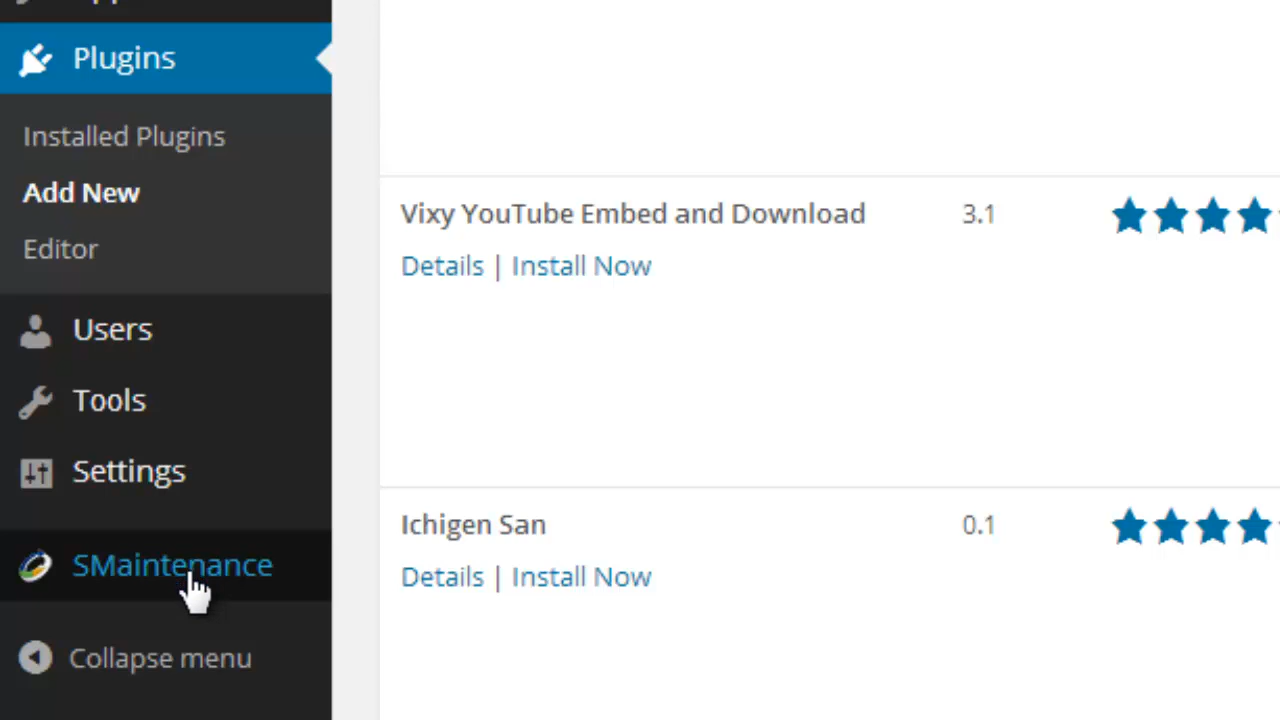 Plugins
Installed Plugins
Add New
Editor
Users
Tools
Settings
SMaintenance
Collapse menu
Vixy YouTube Embed and Download 3.1
Details | Install Now
Ichigen San 0.1
Details | Install Now